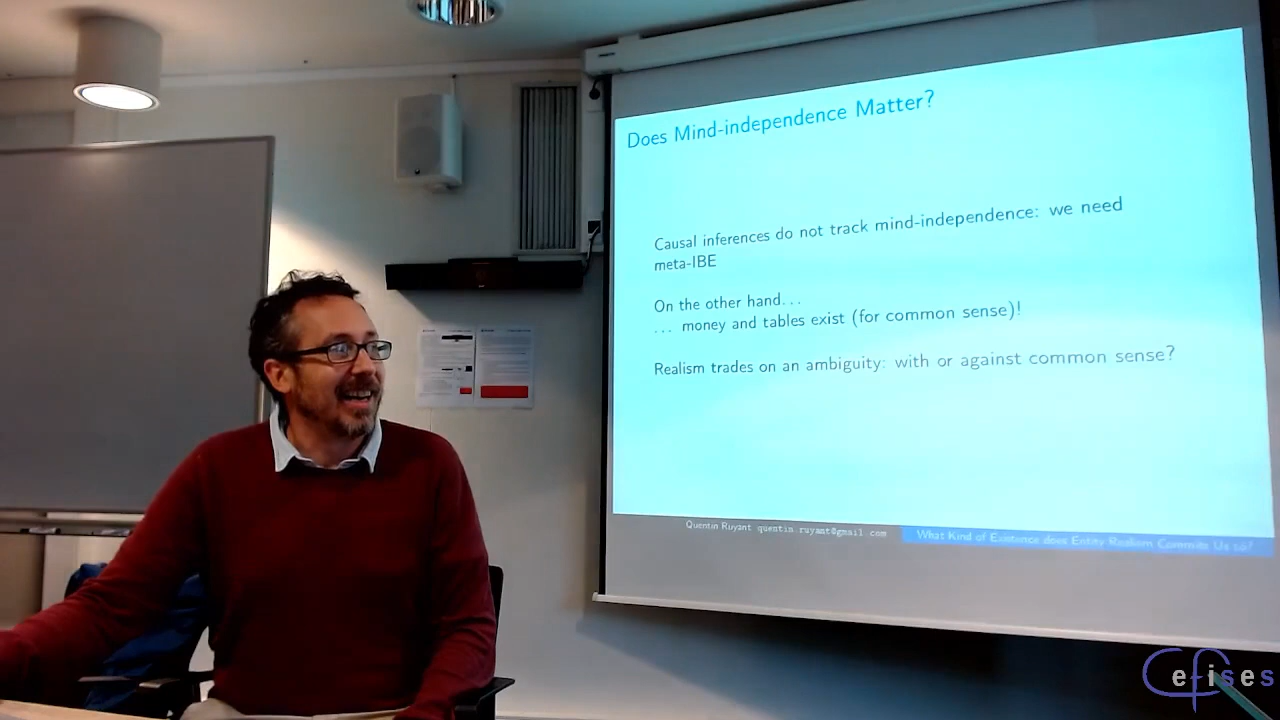 Does Mind-independence Matter?
Causal inferences do not track mind-independence: we need
meta-IBE
On the other hand...
... money and tables exist (for common sense)!
Realism trades on an ambiguity: with or against common sense?
Quentin Ruyant quentin.ruyant@gmail.com
What Kind of Existence does Entity Realism Commits Us to?
Cefises